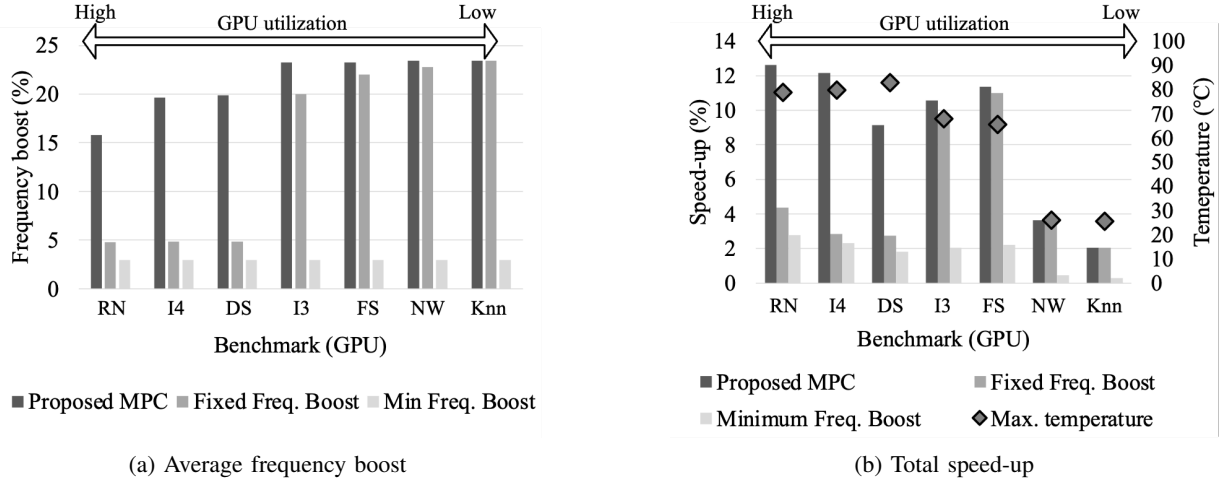 High
Low
GPU utilization
25
20
15
10
5
0
Frequency boost (%)
RN I4 DS I3 FS NW Knn
Benchmark (GPU)
Proposed MPC Fixed Freq. Boost Min Freq. Boost
(a) Average frequency boost
High
Low
GPU utilization
14
12
10
8
6
4
2
0
Speed-up (%)
100
90
80
70
60
50
40
30
20
10
0
Temeperature (°C)
RN I4 DS I3 FS NW Knn
Benchmark (GPU)
Proposed MPC Fixed Freq. Boost
Minimum Freq. Boost Max. temperature
(b) Total speed-up